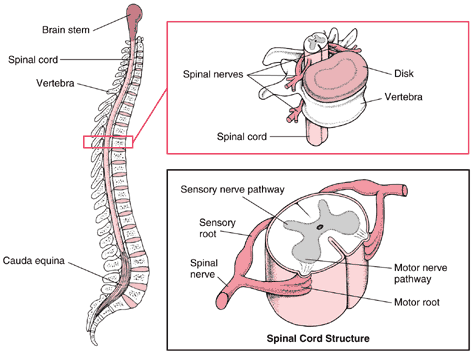 Brain stem
Spinal cord
Vertebra
Cauda equina
Spinal nerves
Disk
Vertebra
Spinal cord
Sensory nerve pathway
Sensory
root
Spinal
nerve
Motor nerve
pathway
Motor root
Spinal Cord Structure